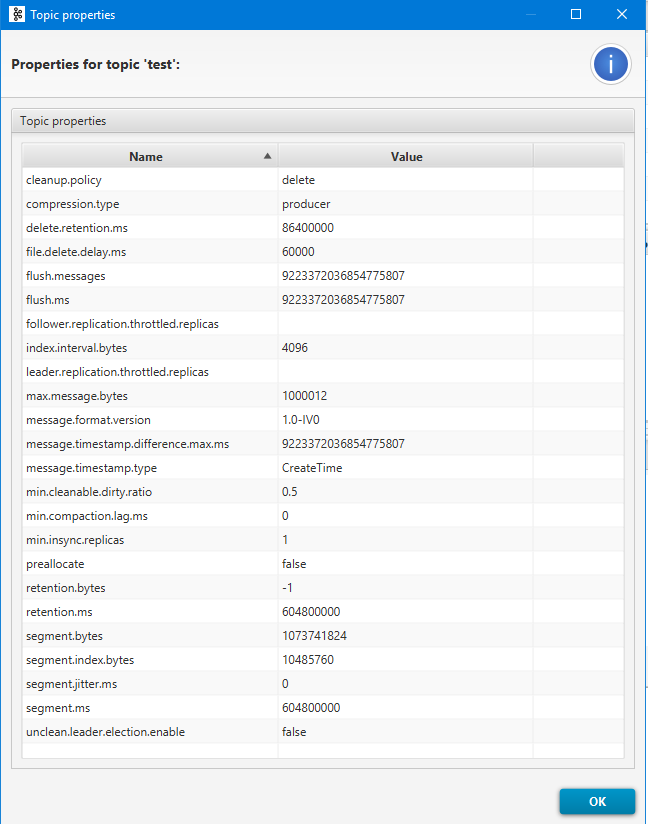 Topic properties
Properties for topic 'test':
Topic properties
Name Value
cleanup.policy delete
compression.type producer
delete.retention.ms 86400000
file.delete.delay.ms 60000
flush.messages 9223372036854775807
flush.ms 9223372036854775807
follower.replication.throttled.replicas
index.interval.bytes 4096
leader.replication.throttled.replicas
max.message.bytes 1000012
message.format.version 1.0-IV0
message.timestamp.difference.max.ms 9223372036854775807
message.timestamp.type CreateTime
min.cleanable.dirty.ratio 0.5
min.compaction.lag.ms 0
min.insync.replicas 1
preallocate false
retention.bytes -1
retention.ms 604800000
segment.bytes 1073741824
segment.index.bytes 10485760
segment.jitter.ms 0
segment.ms 604800000
unclean.leader.election.enable false
OK